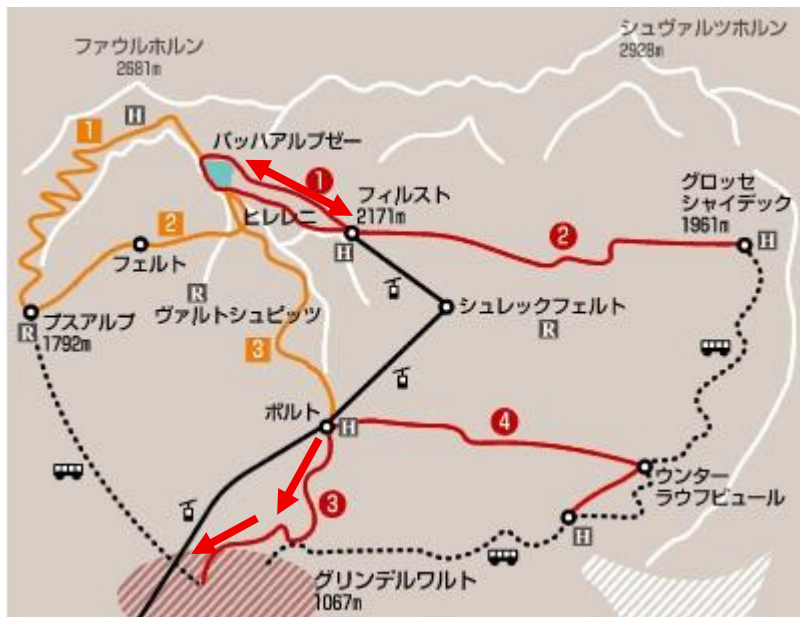 ファウルホルン
2681m
シュヴァルツホルン
2928m
H
1
バッハアルプゼー
1
フィルスト
2171m
グロッセ
シャイデック
1961m
ヒレレニ
2
フェルト
H
2
H
R
ヴァルトシュピッツ
シュレックフェルト
R
R
ブスアルプ
1792m
3
ボルト
H
4
ウンター
ラウフビュール
3
H
グリンデルワルト
1067m